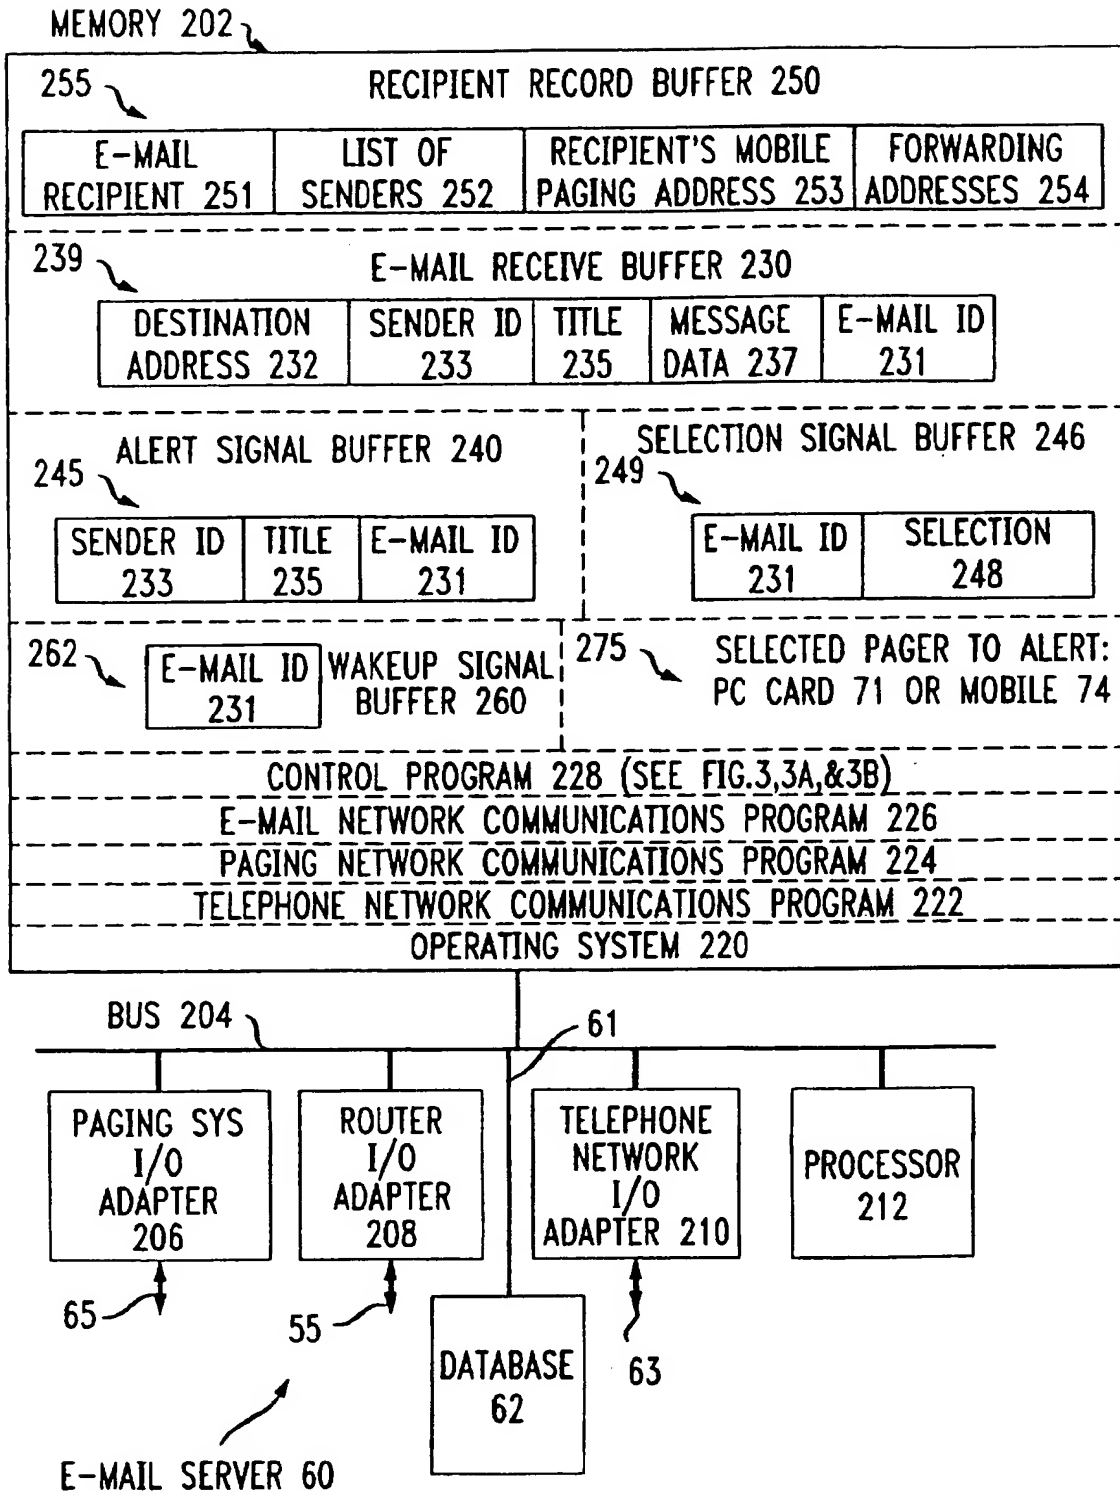 MEMORY 202
255
RECIPIENT RECORD BUFFER 250
E-MAIL
RECIPIENT 251
LIST OF
SENDERS 252
RECIPIENT'S MOBILE
PAGING ADDRESS 253
FORWARDING
ADDRESSES 254
239
E-MAIL RECEIVE BUFFER 230
DESTINATION
ADDRESS 232
SENDER ID
233
TITLE
235
MESSAGE
DATA 237
E-MAIL ID
231
ALERT SIGNAL BUFFER 240
245
SENDER ID
233
TITLE
235
E-MAIL ID
231
SELECTION SIGNAL BUFFER 246
249
E-MAIL ID
231
SELECTION
248
262
E-MAIL ID
231
WAKEUP SIGNAL
BUFFER 260
275
SELECTED PAGER TO ALERT:
PC CARD 71 OR MOBILE 74
CONTROL PROGRAM 228 (SEE FIG.3,3A,&3B)
E-MAIL NETWORK COMMUNICATIONS PROGRAM 226
PAGING NETWORK COMMUNICATIONS PROGRAM 224
TELEPHONE NETWORK COMMUNICATIONS PROGRAM 222
OPERATING SYSTEM 220
BUS 204
61
PAGING SYS
I/O
ADAPTER
206
ROUTER
I/O
ADAPTER
208
TELEPHONE
NETWORK
I/O
ADAPTER 210
PROCESSOR
212
65
55
63
DATABASE
62
E-MAIL SERVER 60